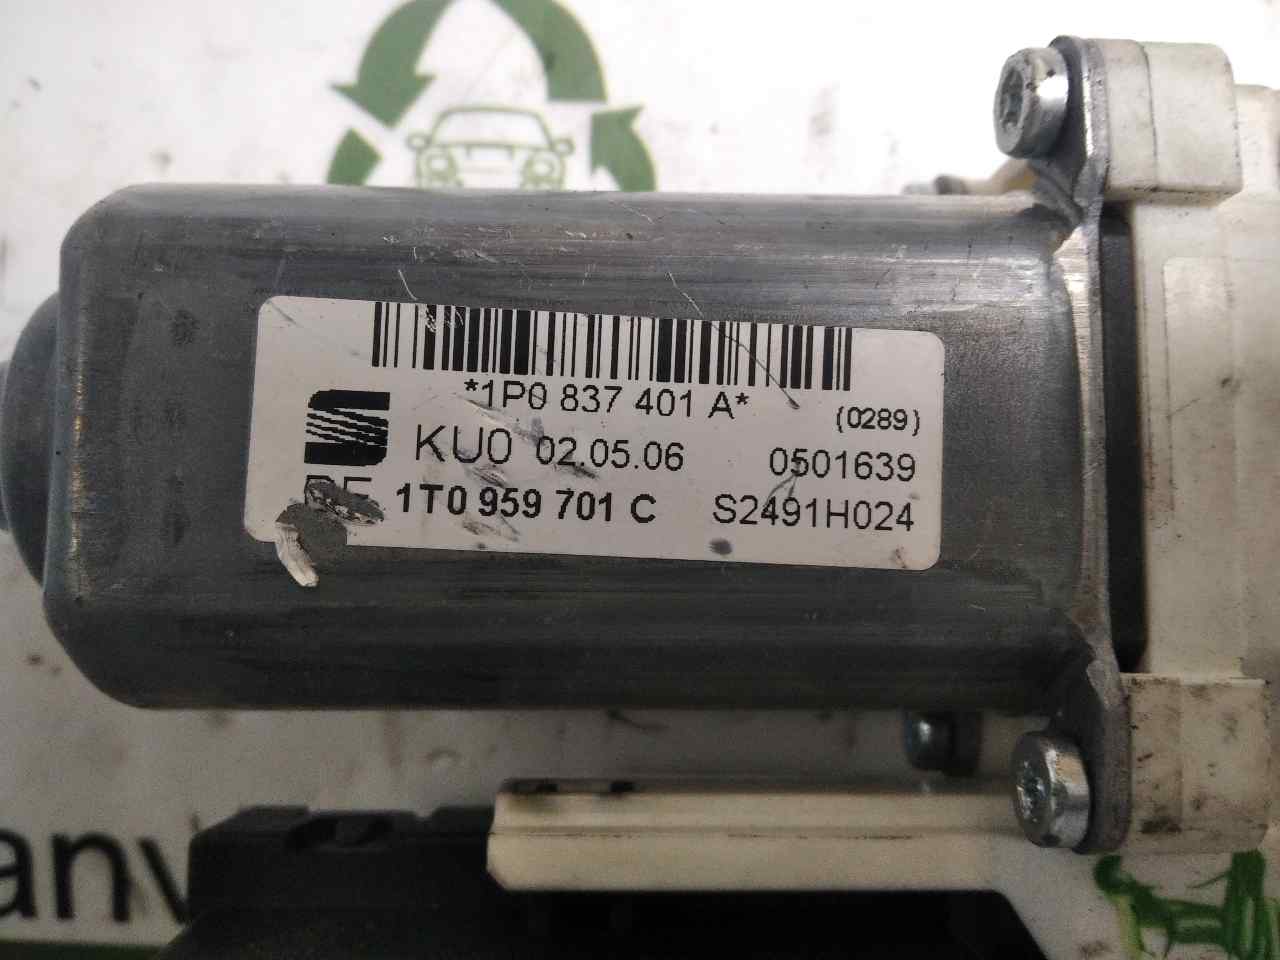 *1P0 837 401 A*
(0289)
KU0 02.05.06 0501639
1T0 959 701 C S2491H024